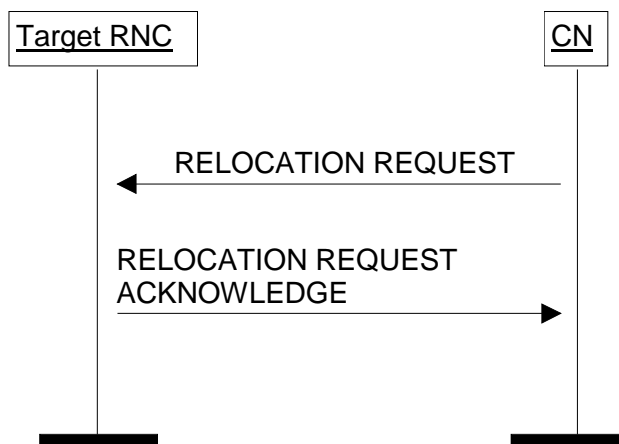 Target RNC
CN
RELOCATION REQUEST
RELOCATION REQUEST
ACKNOWLEDGE